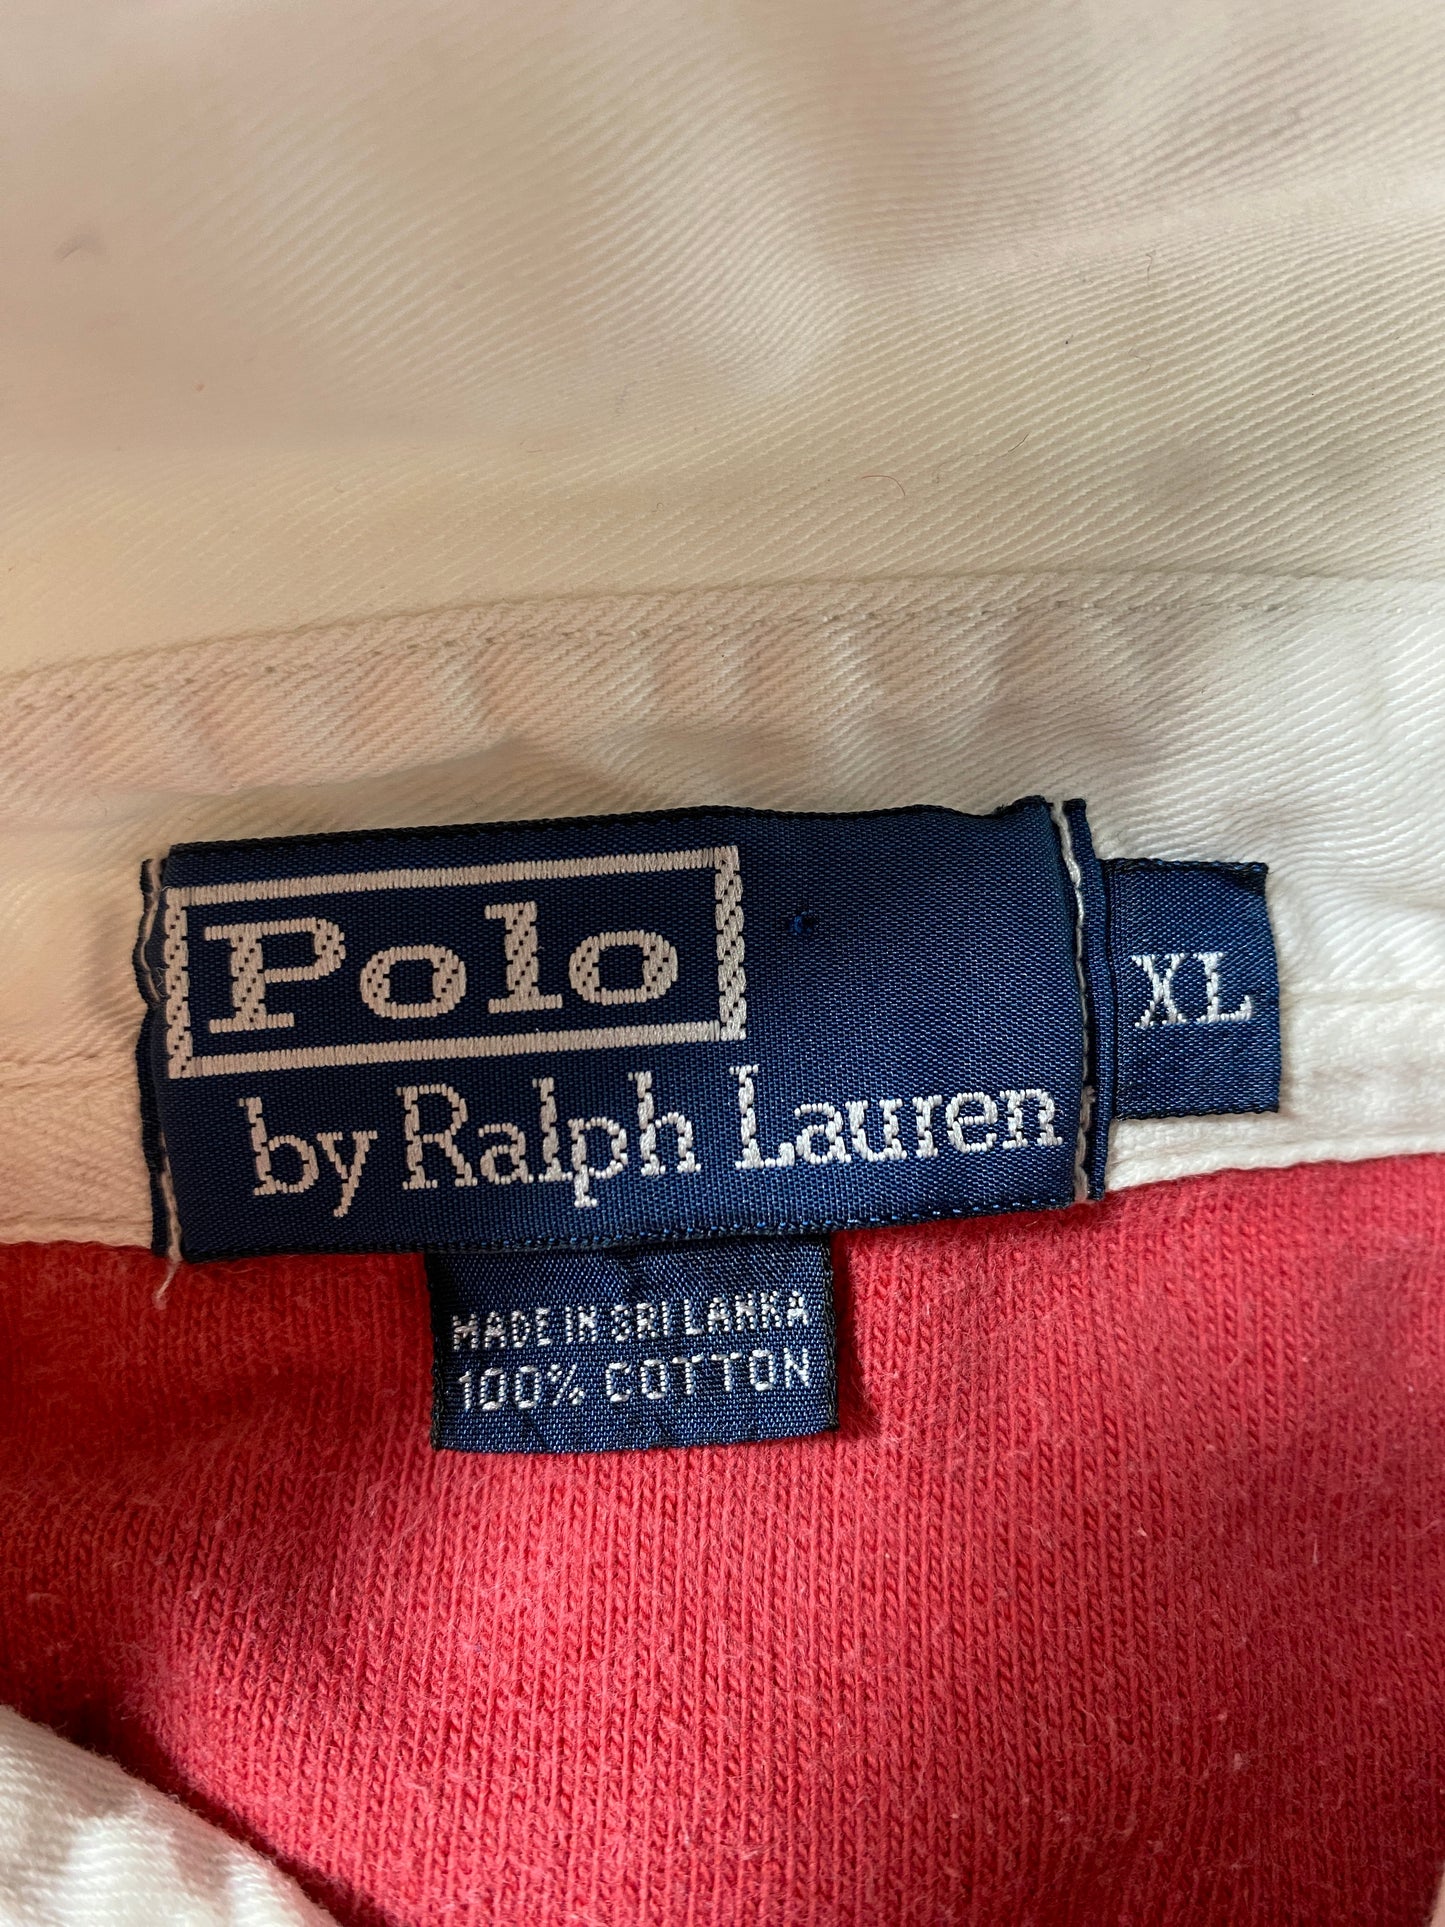 Polo
by Ralph Lauren
XL
MADE IN SRI LANKA
100% COTTON